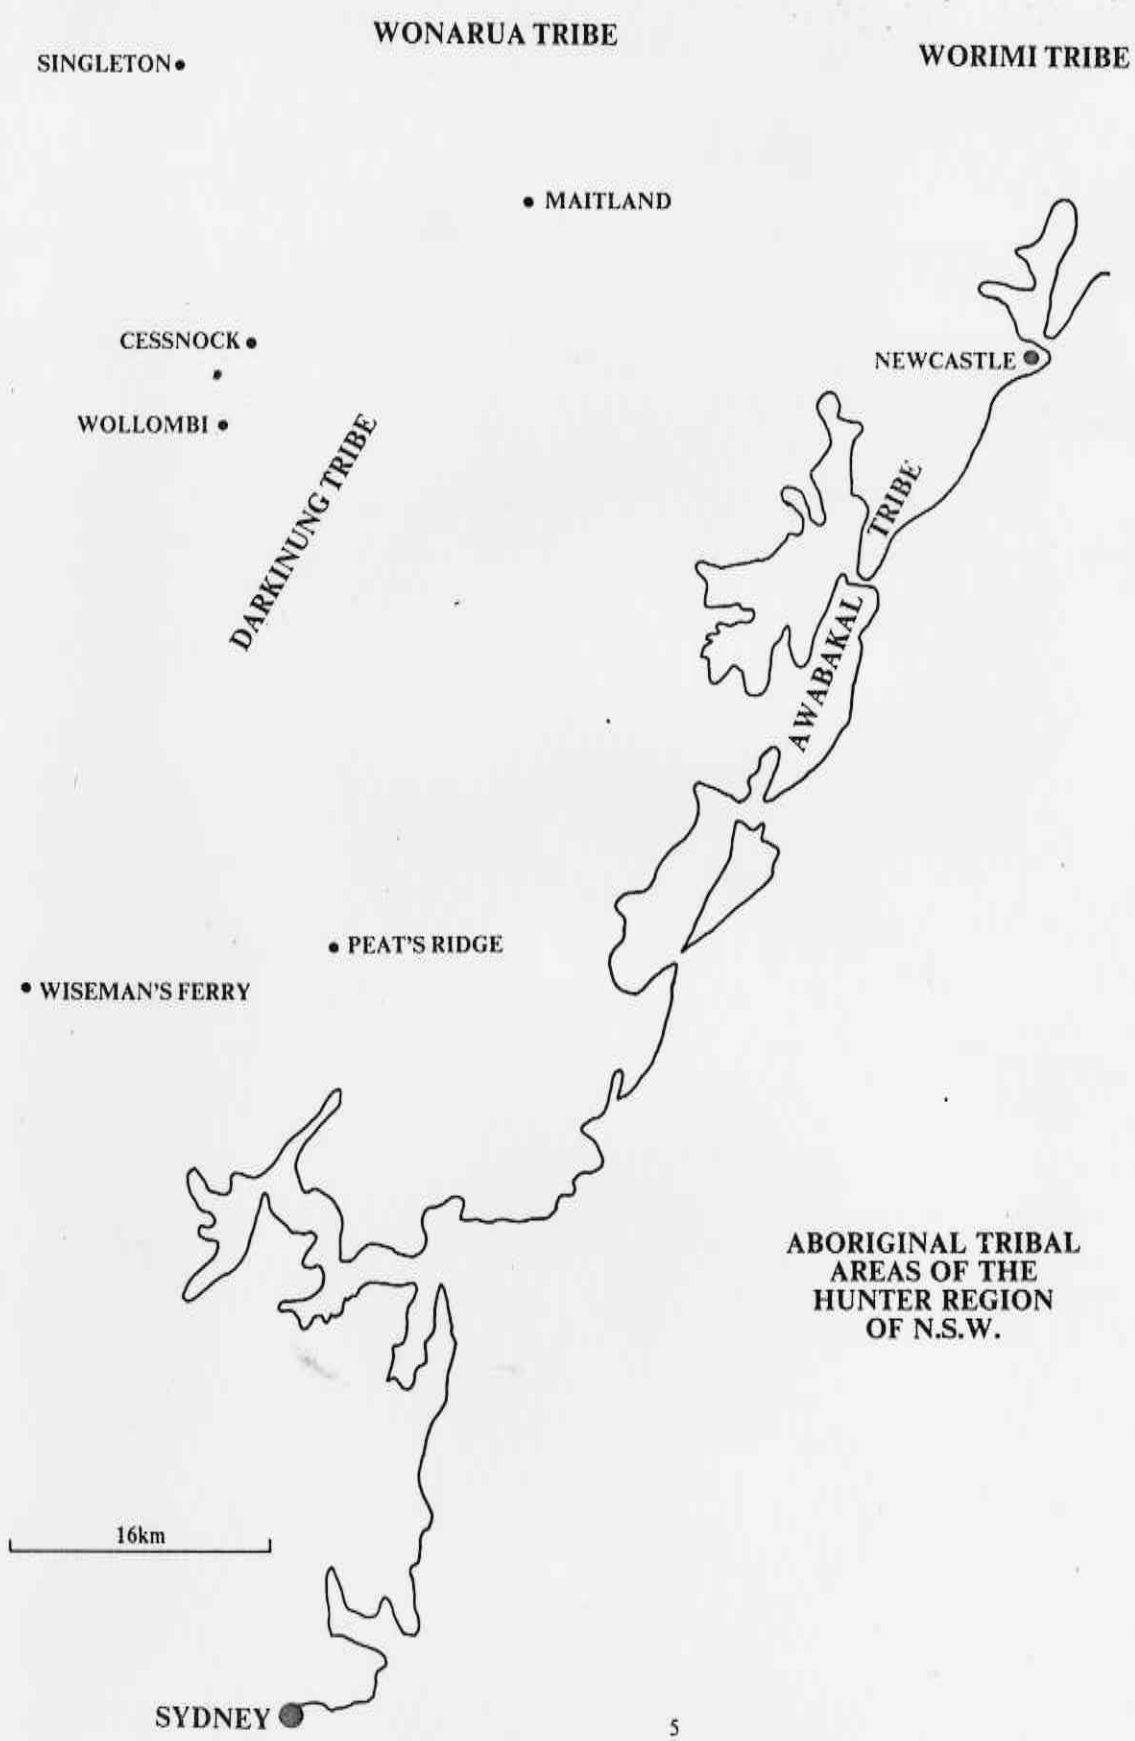 WONARUA TRIBE
WORIMI TRIBE
SINGLETON
MAITLAND
CESSNOCK
NEWCASTLE
WOLLOMBI
DARKINUNG TRIBE
AWABAKAL TRIBE
PEAT'S RIDGE
WISEMAN'S FERRY
ABORIGINAL TRIBAL
AREAS OF THE
HUNTER REGION
OF N.S.W.
16km
SYDNEY
5